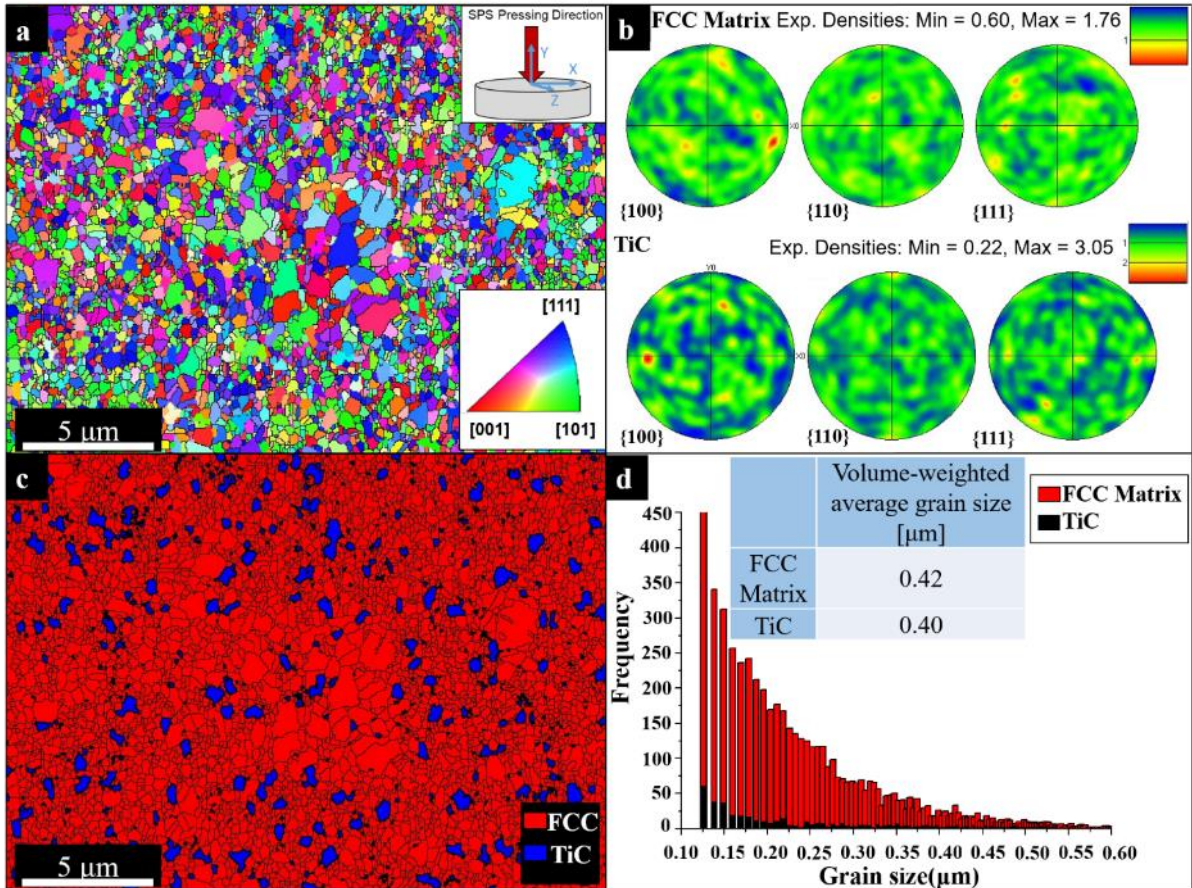 a
SPS Pressing Direction
Y
X
Z
[111]
[001]
[101]
5 μm
b
FCC Matrix Exp. Densities: Min = 0.60, Max = 1.76
1
X0
{100}
{110}
{111}
TiC
Exp. Densities: Min = 0.22, Max = 3.05
1
2
Y0
X0
{100}
{110}
{111}
c
FCC
TiC
5 μm
d
Volume-weighted
average grain size
[μm]
FCC
Matrix
0.42
TiC
0.40
FCC Matrix
TiC
Frequency
450
400
350
300
250
200
150
100
50
0
0.10 0.15 0.20 0.25 0.30 0.35 0.40 0.45 0.50 0.55 0.60
Grain size(μm)